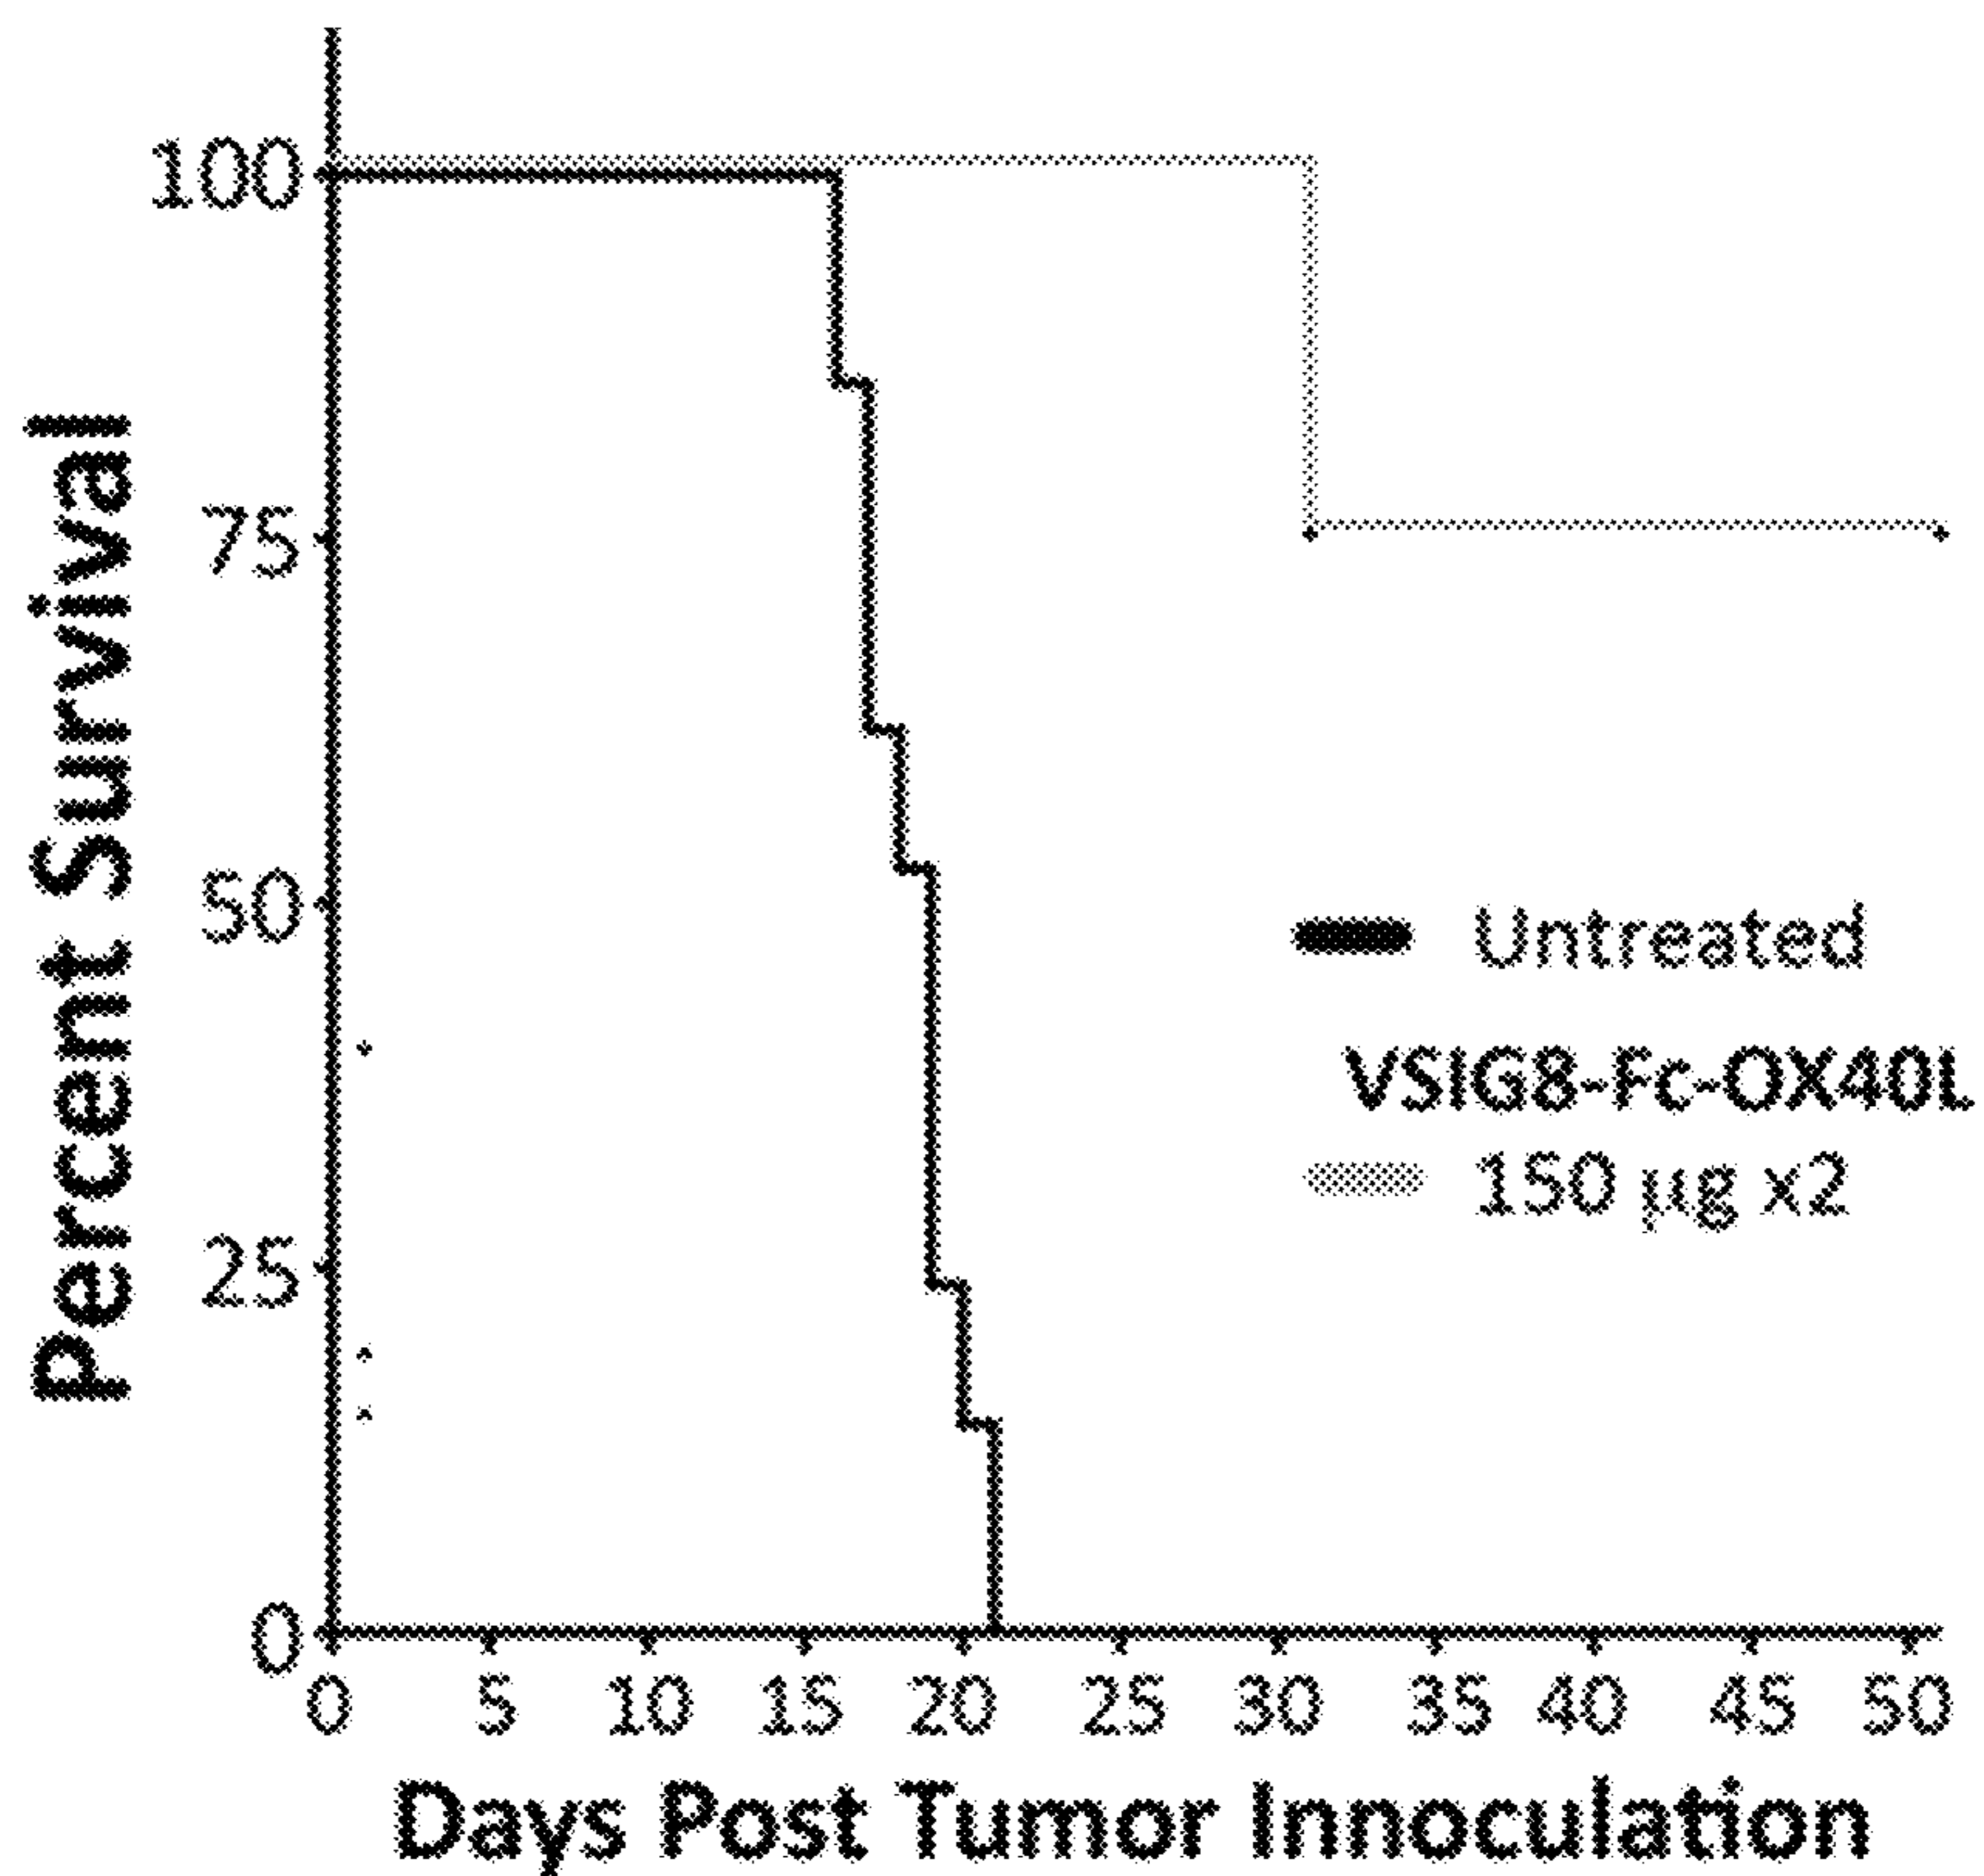 Percent Survival
100
75
50
25
0
0 5 10 15 20 25 30 35 40 45 50
Days Post Tumor Innoculation
Untreated
VSIG8-Fc-OX40L
150 µg x2